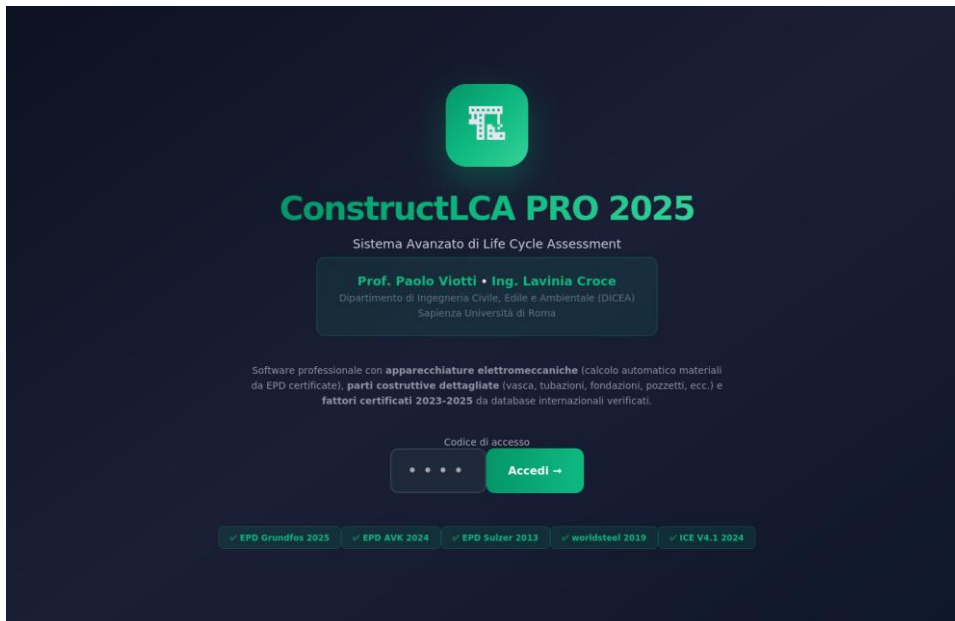 ConstructLCA PRO 2025
Sistema Avanzato di Life Cycle Assessment
Prof. Paolo Viotti • Ing. Lavinia Croce
Dipartimento di Ingegneria Civile, Edile e Ambientale (DICEA)
Sapienza Università di Roma
Software professionale con apparecchiature elettromeccaniche (calcolo automatico materiali
da EPD certificate), parti costruttive dettagliate (vasca, tubazioni, fondazioni, pozzetti, ecc.) e
fattori certificati 2023-2025 da database internazionali verificati.
Codice di accesso
• • • • Accedi →
✓ EPD Grundfos 2025 ✓ EPD AVK 2024 ✓ EPD Sulzer 2013 ✓ worldsteel 2019 ✓ ICE V4.1 2024